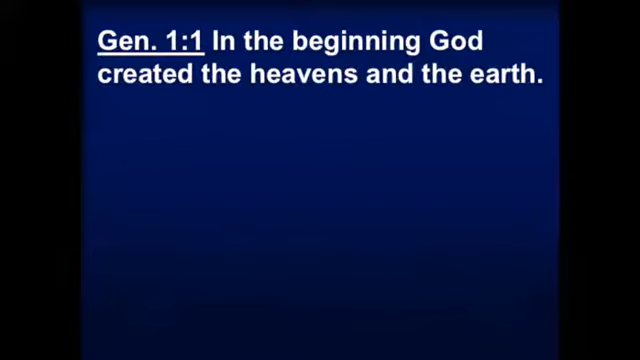 Gen. 1:1 In the beginning God
created the heavens and the earth.